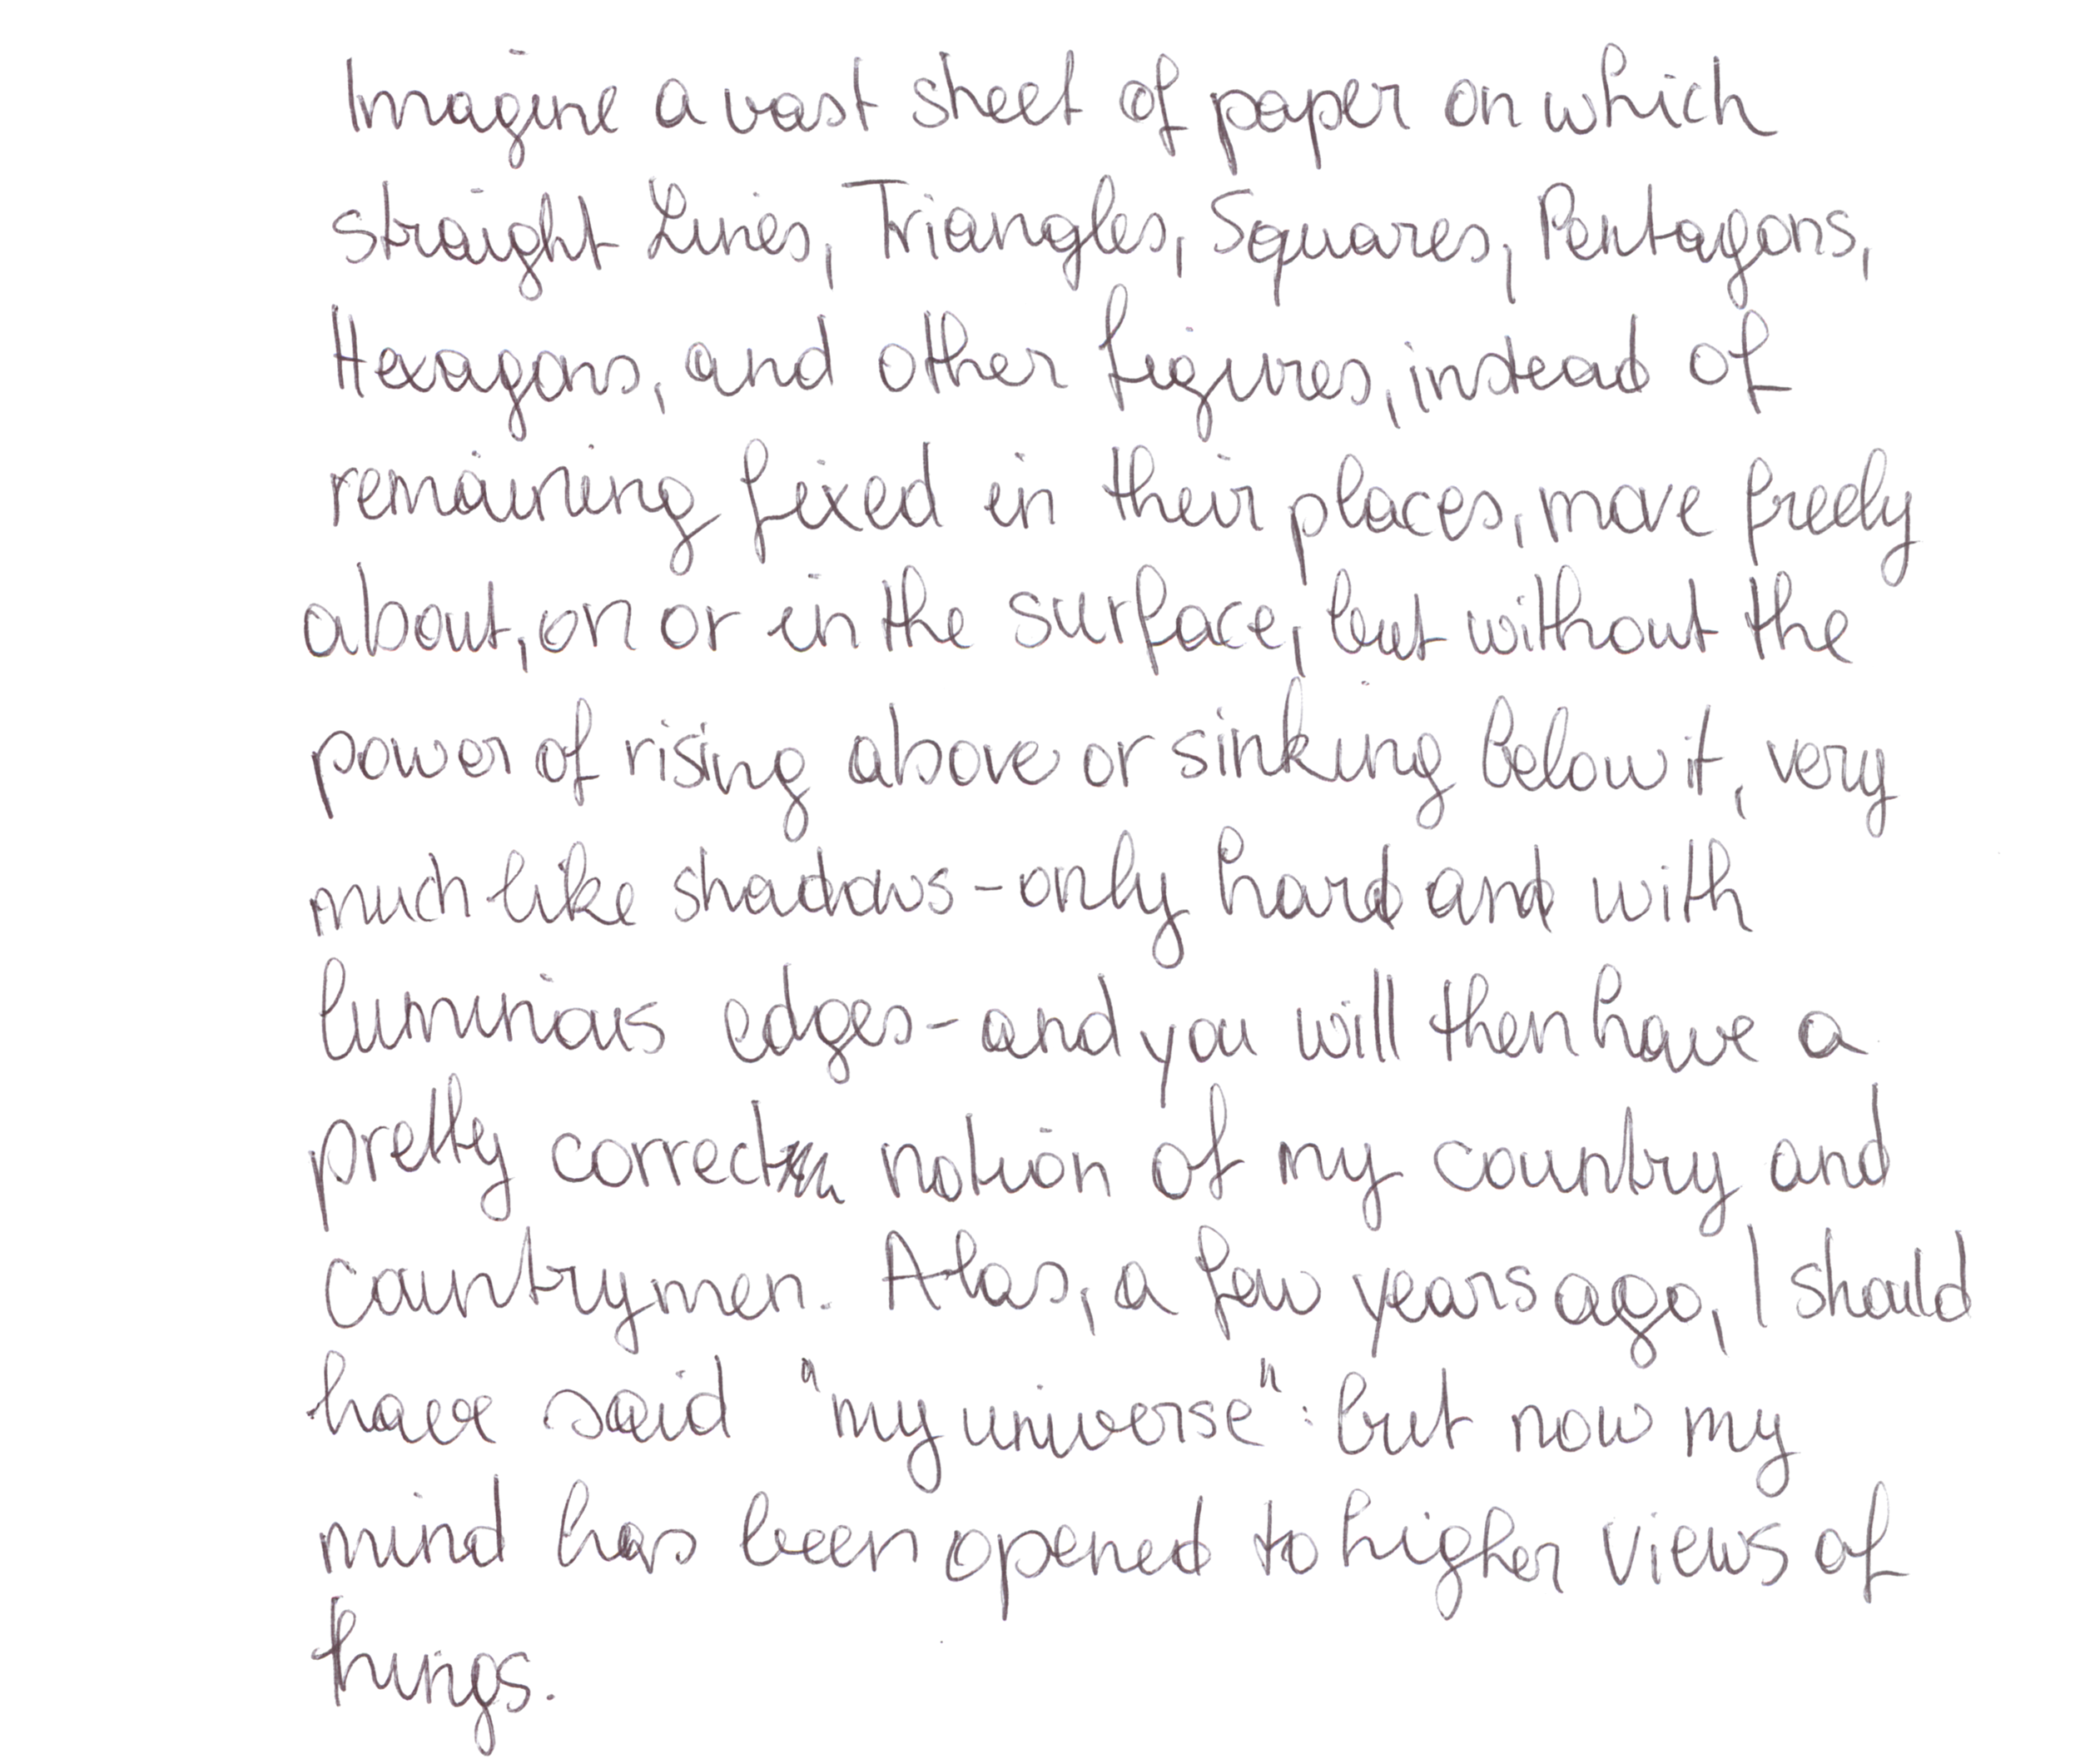 Imagine a vast sheet of paper on which
straight Lines, Triangles, Squares, Pentagons,
Hexagons, and other figures, instead of
remaining fixed in their places, move freely
about, on or in the surface, but without the
power of rising above or sinking below it, very
much like shadows - only hard and with
luminous edges - and you will then have a
pretty correct notion of my country and
countrymen. Alas, a few years ago, I should
have said "my universe": but now my
mind has been opened to higher views of
things.